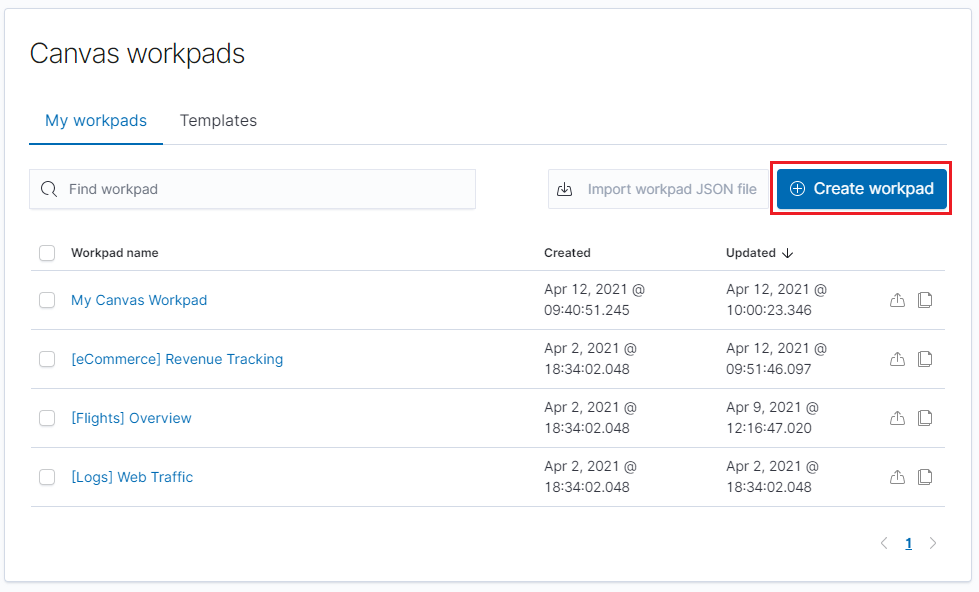 Canvas workpads
My workpads Templates
Find workpad Import workpad JSON file Create workpad
Workpad name Created Updated
My Canvas Workpad Apr 12, 2021 @ Apr 12, 2021 @
09:40:51.245 10:00:23.346
[eCommerce] Revenue Tracking Apr 2, 2021 @ Apr 12, 2021 @
18:34:02.048 09:51:46.097
[Flights] Overview Apr 2, 2021 @ Apr 9, 2021 @
18:34:02.048 12:16:47.020
[Logs] Web Traffic Apr 2, 2021 @ Apr 2, 2021 @
18:34:02.048 18:34:02.048
1